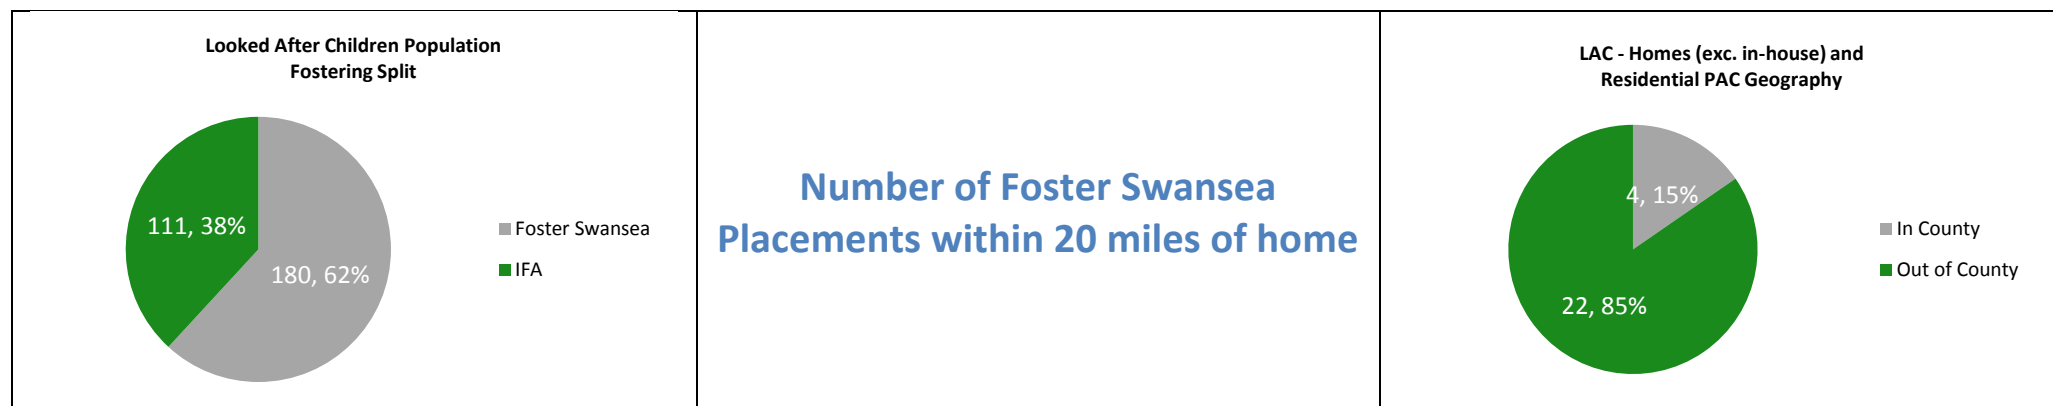 Looked After Children Population
Fostering Split
111, 38%
180, 62%
Foster Swansea
IFA
Number of Foster Swansea
Placements within 20 miles of home
LAC - Homes (exc. in-house) and
Residential PAC Geography
4, 15%
22, 85%
In County
Out of County